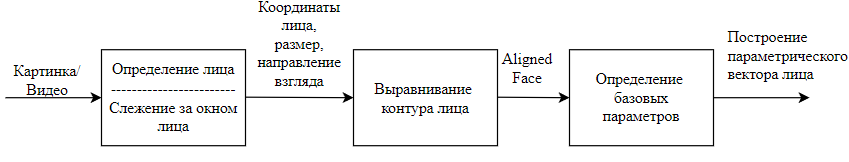 Картинка/
Видео
Определение лица
------------------------
Слежение за окном
лица
Координаты
лица,
размер,
направление
взгляда
Выравнивание
контура лица
Aligned
Face
Определение
базовых
параметров
Построение
параметрического
вектора лица